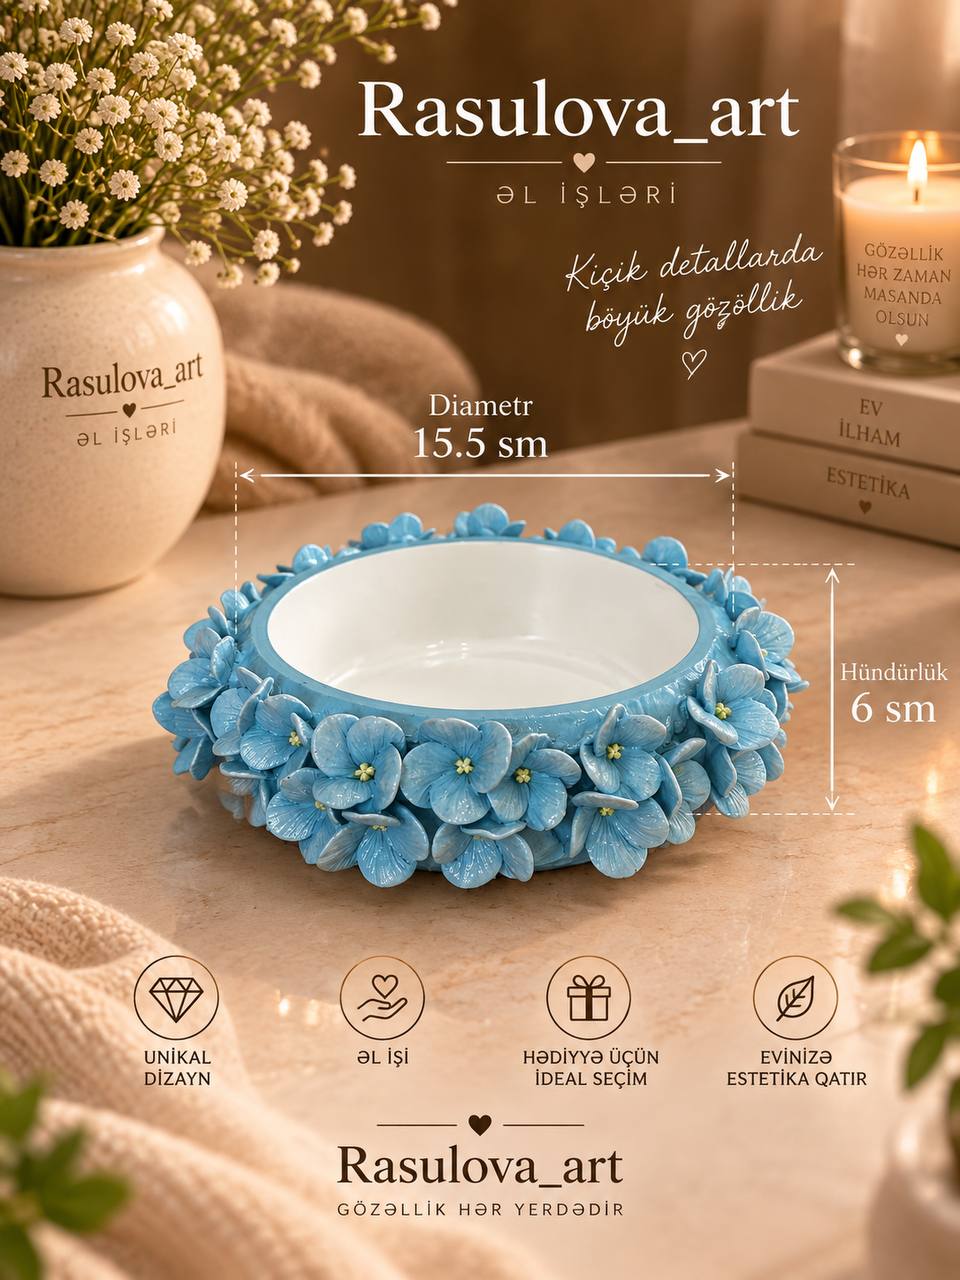 Rasulova_art
ƏL İŞLƏRİ
Kiçik detallarda
böyük gözöllik
GÖZƏLLİK
HƏR ZAMAN
MASANDA
OLSUN
Rasulova_art
ƏL İŞLƏRİ
EV
İLHAM
ESTETİKA
Diametr
15.5 sm
Hündürlük
6 sm
UNİKAL
DİZAYN
ƏL İŞİ
HƏDİYYƏ ÜÇÜN
İDEAL SEÇİM
EVİNİZƏ
ESTETİKA QATIR
Rasulova_art
GÖZƏLLİK HƏR YERDƏDİR